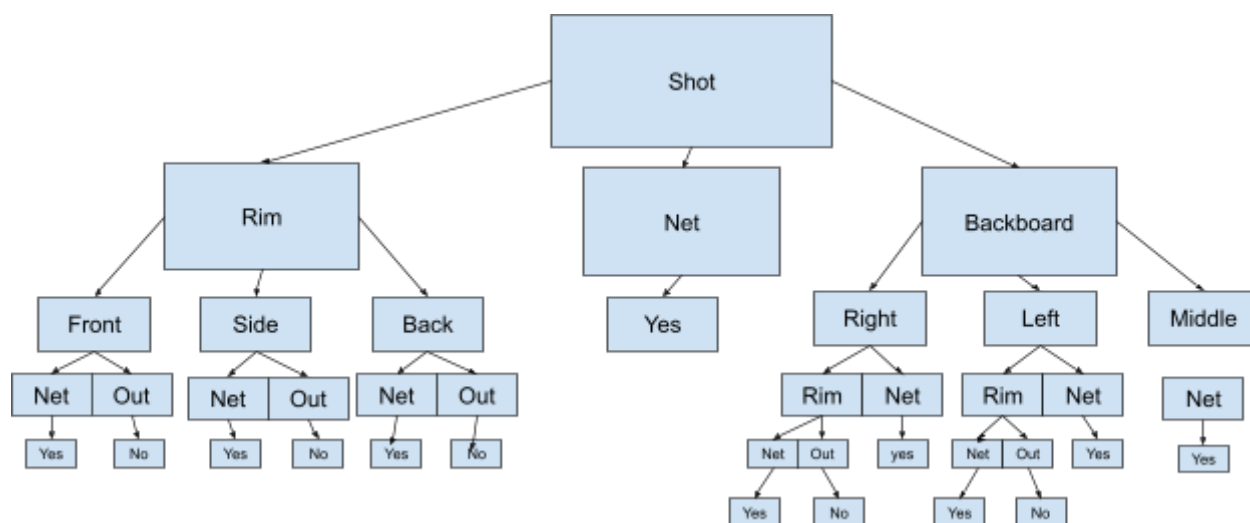 Shot
Rim
Net
Backboard
Front
Side
Back
Yes
Right
Left
Middle
Net
Out
Net
Out
Net
Out
Rim
Net
Rim
Net
Net
Yes
No
Yes
No
Yes
No
Net
Out
yes
Net
Out
Yes
Yes
Yes
No
Yes
No